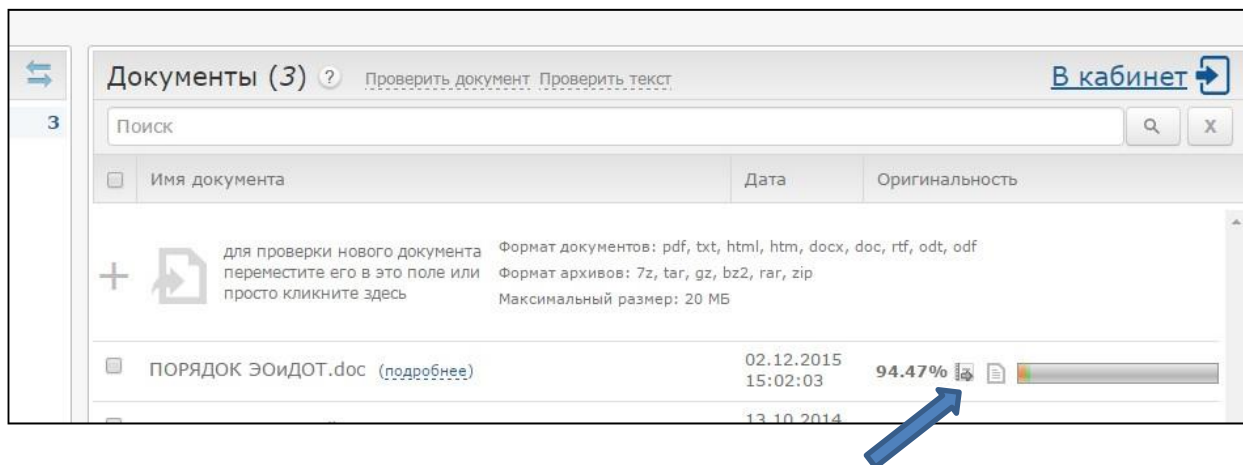 Документы (3) ? Проверить документ Проверить текст В кабинет
3 Поиск X
Имя документа Дата Оригинальность
для проверки нового документа
переместите его в это поле или
просто кликните здесь
Формат документов: pdf, txt, html, htm, docx, doc, rtf, odt, odf
Формат архивов: 7z, tar, gz, bz2, rar, zip
Максимальный размер: 20 МБ
ПОРЯДОК ЭОиДОТ.doc (подробнее) 02.12.2015 15:02:03 94.47%
13.10.2014